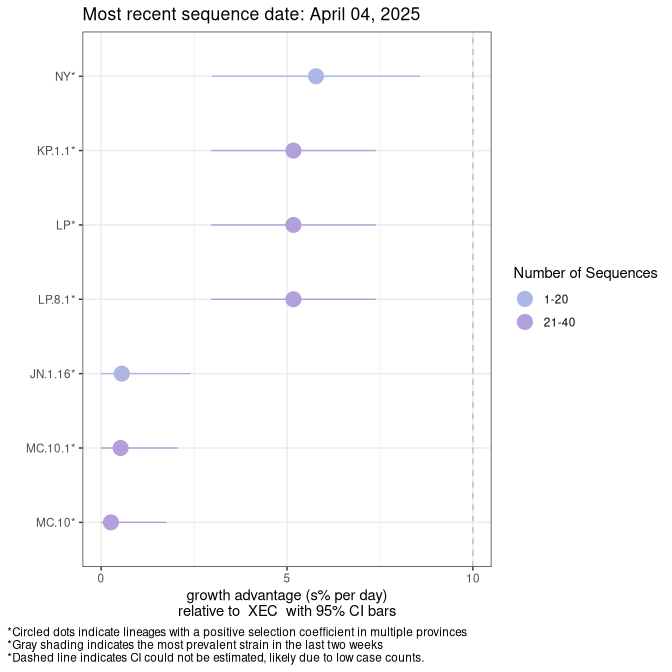 Most recent sequence date: April 04, 2025
NY*
KP.1.1*
LP*
LP.8.1*
JN.1.16*
MC.10.1*
MC.10*
0 5 10
growth advantage (s% per day)
relative to XEC with 95% CI bars
Number of Sequences
1-20
21-40
*Circled dots indicate lineages with a positive selection coefficient in multiple provinces
*Gray shading indicates the most prevalent strain in the last two weeks
*Dashed line indicates CI could not be estimated, likely due to low case counts.